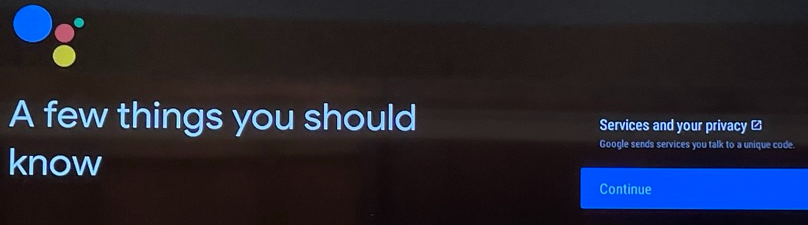 A few things you should
know
Services and your privacy
Google sends services you talk to a unique code.
Continue